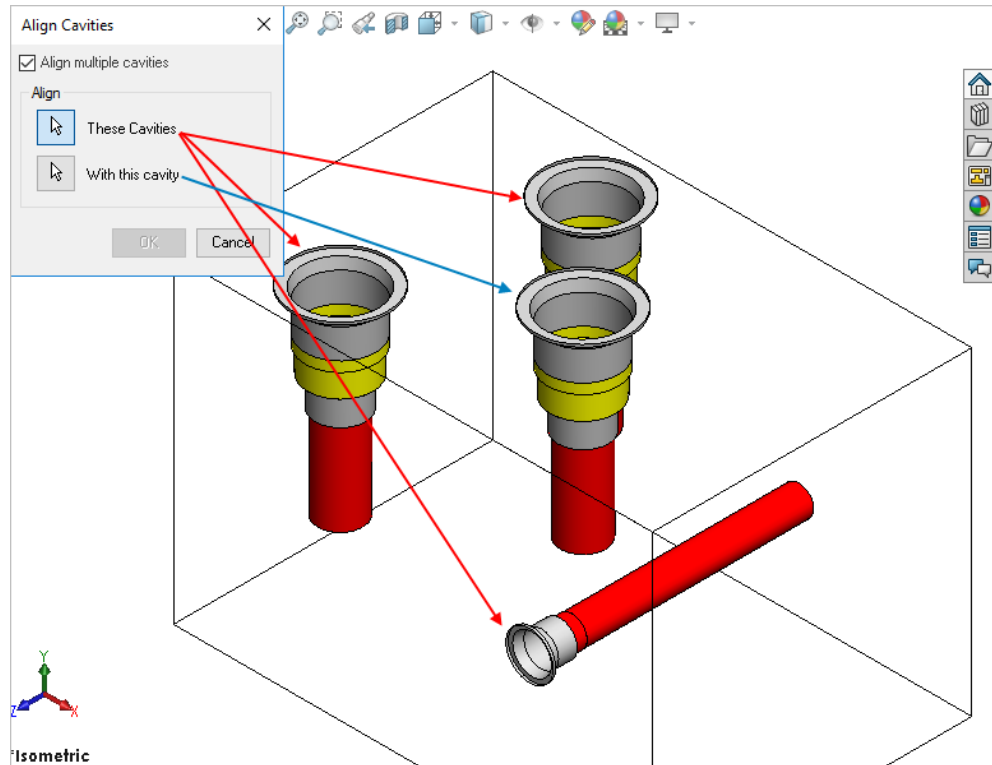 Align Cavities
Align multiple cavities
Align
These Cavities
With this cavity
OK
Cancel
Y
Z
X
*Isometric